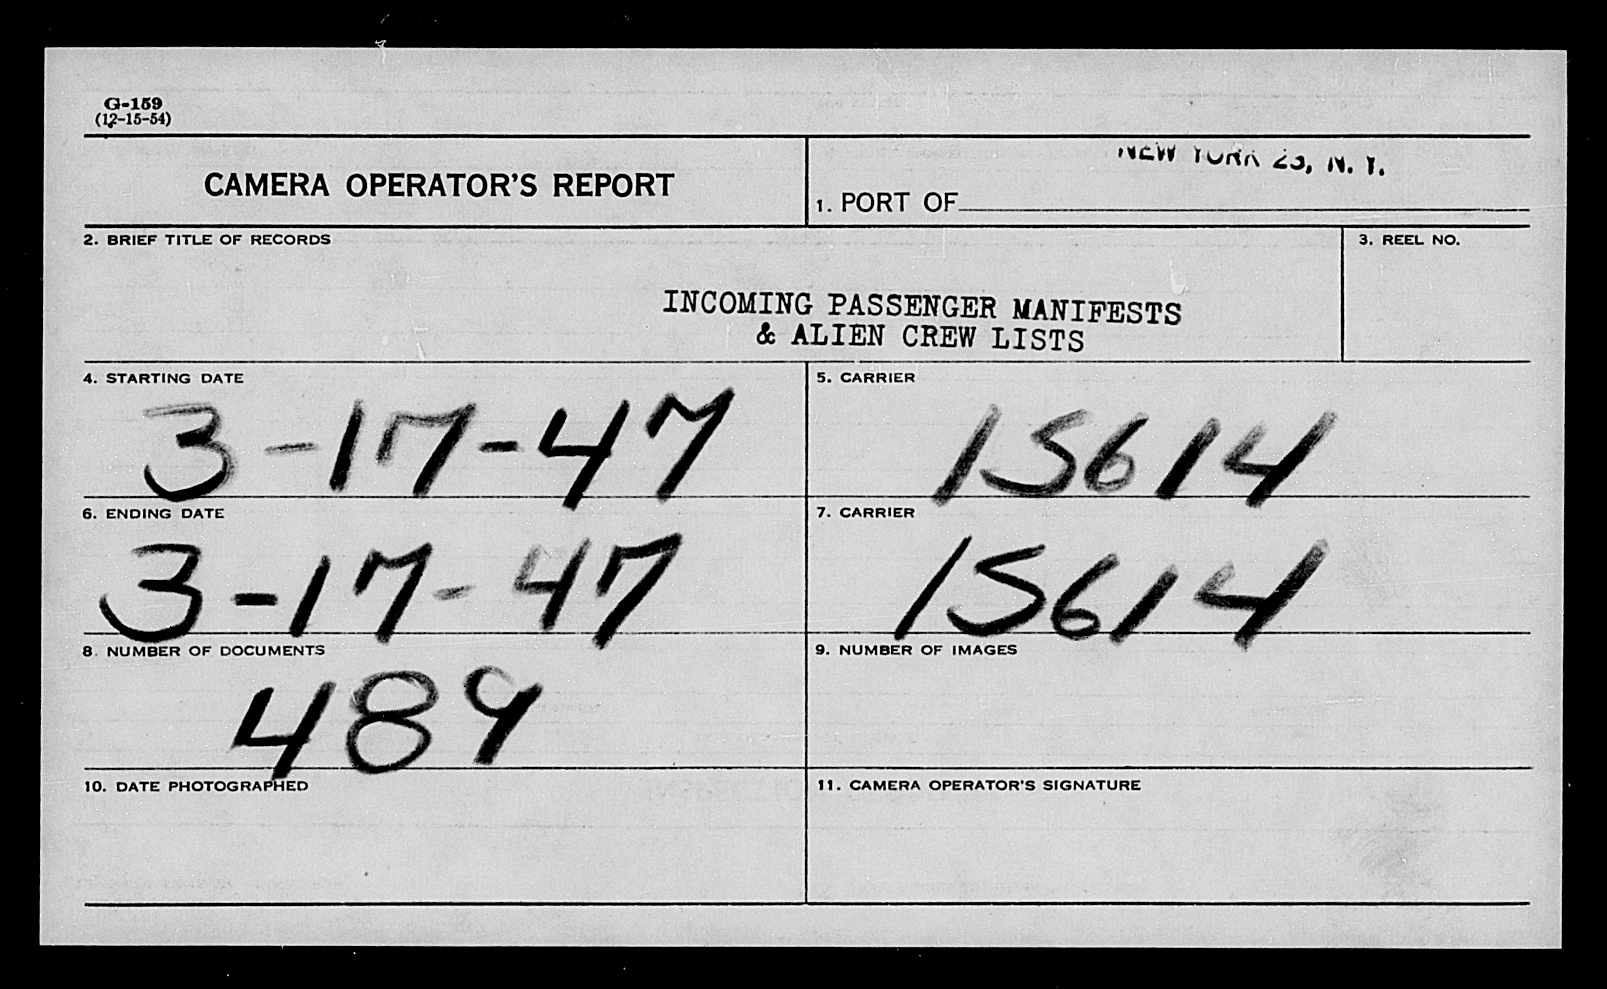 G-159
(12-15-54)
CAMERA OPERATOR'S REPORT
NEW YORK 23, N. Y.
1. PORT OF
2. BRIEF TITLE OF RECORDS
3. REEL NO.
INCOMING PASSENGER MANIFESTS
& ALIEN CREW LISTS
4. STARTING DATE
5. CARRIER
3-17-47
15614
6. ENDING DATE
7. CARRIER
3-17-47
15614
8. NUMBER OF DOCUMENTS
9. NUMBER OF IMAGES
489
10. DATE PHOTOGRAPHED
11. CAMERA OPERATOR'S SIGNATURE